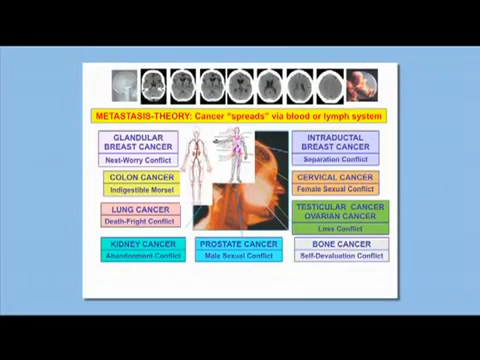 METASTASIS-THEORY: Cancer "spreads" via blood or lymph system
GLANDULAR
BREAST CANCER
Nest-Worry Conflict
INTRADUCTAL
BREAST CANCER
Separation Conflict
COLON CANCER
Indigestible Morsel
CERVICAL CANCER
Female Sexual Conflict
LUNG CANCER
Death-Fright Conflict
TESTICULAR CANCER
OVARIAN CANCER
Loss Conflict
KIDNEY CANCER
Abandonment Conflict
PROSTATE CANCER
Male Sexual Conflict
BONE CANCER
Self-Devaluation Conflict